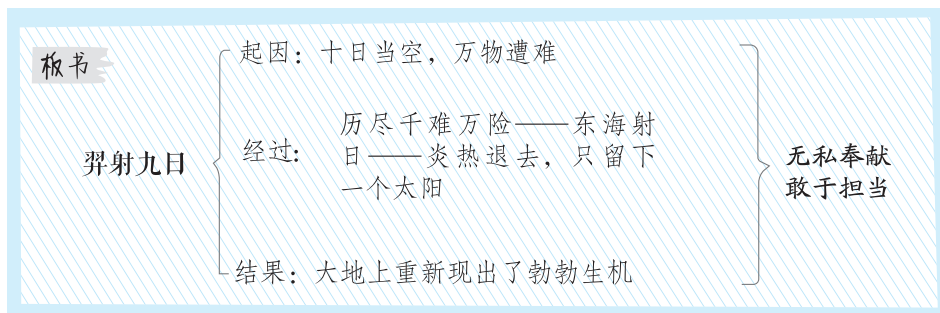 板书
起因：十日当空，万物遭难
羿射九日
经过：
历尽千难万险——东海射
日——炎热退去，只留下
一个太阳
结果：大地上重新现出了勃勃生机
无私奉献
敢于担当